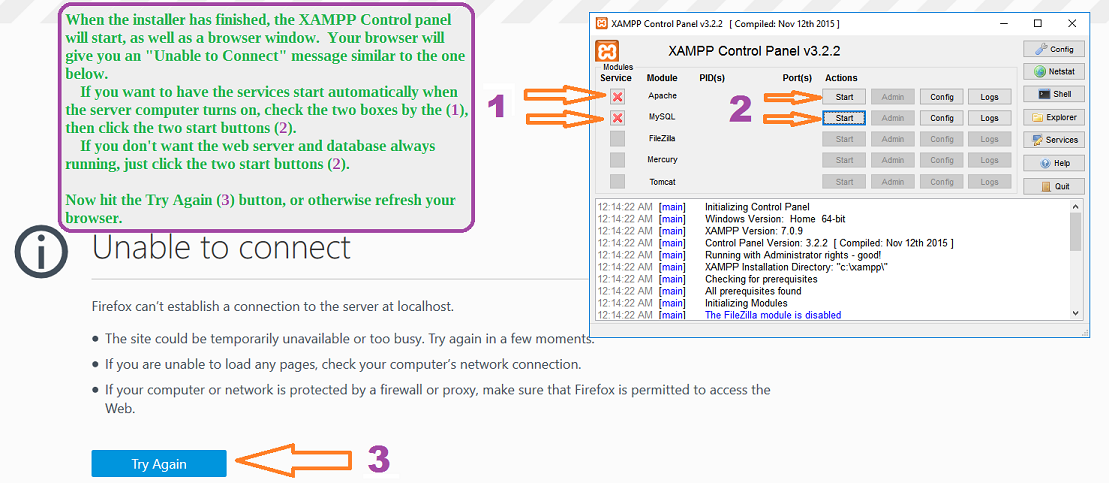 When the installer has finished, the XAMPP Control panel
will start, as well as a browser window.  Your browser will
give you an "Unable to Connect" message similar to the one
below.
If you want to have the services start automatically when
the server computer turns on, check the two boxes by the (1),
then click the two start buttons (2).
If you don't want the web server and database always
running, just click the two start buttons (2).
Now hit the Try Again (3) button, or otherwise refresh your
browser.
XAMPP Control Panel v3.2.2   [ Compiled: Nov 12th 2015 ]
XAMPP Control Panel v3.2.2
Config
Modules
Service Module PID(s) Port(s) Actions
Netstat
1
Apache
2
Start Admin Config Logs
Shell
MySQL Start Admin Config Logs
Explorer
FileZilla Start Admin Config Logs
Services
Mercury Start Admin Config Logs
Help
Tomcat Start Admin Config Logs
Quit
12:14:22 AM [main] Initializing Control Panel
12:14:22 AM [main] Windows Version:  Home  64-bit
12:14:22 AM [main] XAMPP Version: 7.0.9
12:14:22 AM [main] Control Panel Version: 3.2.2  [ Compiled: Nov 12th 2015 ]
12:14:22 AM [main] Running with Administrator rights - good!
12:14:22 AM [main] XAMPP Installation Directory: "c:\xampp\"
12:14:22 AM [main] Checking for prerequisites
12:14:22 AM [main] All prerequisites found
12:14:22 AM [main] Initializing Modules
12:14:22 AM [main] The FileZilla module is disabled
Unable to connect
Firefox can't establish a connection to the server at localhost.
• The site could be temporarily unavailable or too busy. Try again in a few moments.
• If you are unable to load any pages, check your computer's network connection.
• If your computer or network is protected by a firewall or proxy, make sure that Firefox is permitted to access the
Web.
Try Again
3